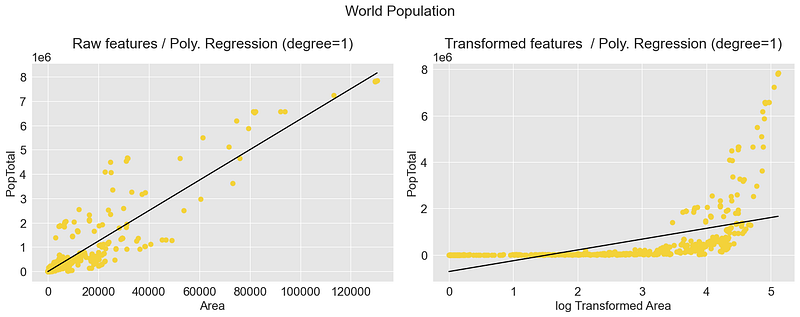 World Population
Raw features / Poly. Regression (degree=1)
1e6
8
7
6
5
4
3
2
1
0
PopTotal
0 20000 40000 60000 80000 100000 120000
Area
Transformed features / Poly. Regression (degree=1)
1e6
8
6
4
2
0
PopTotal
0 1 2 3 4 5
log Transformed Area